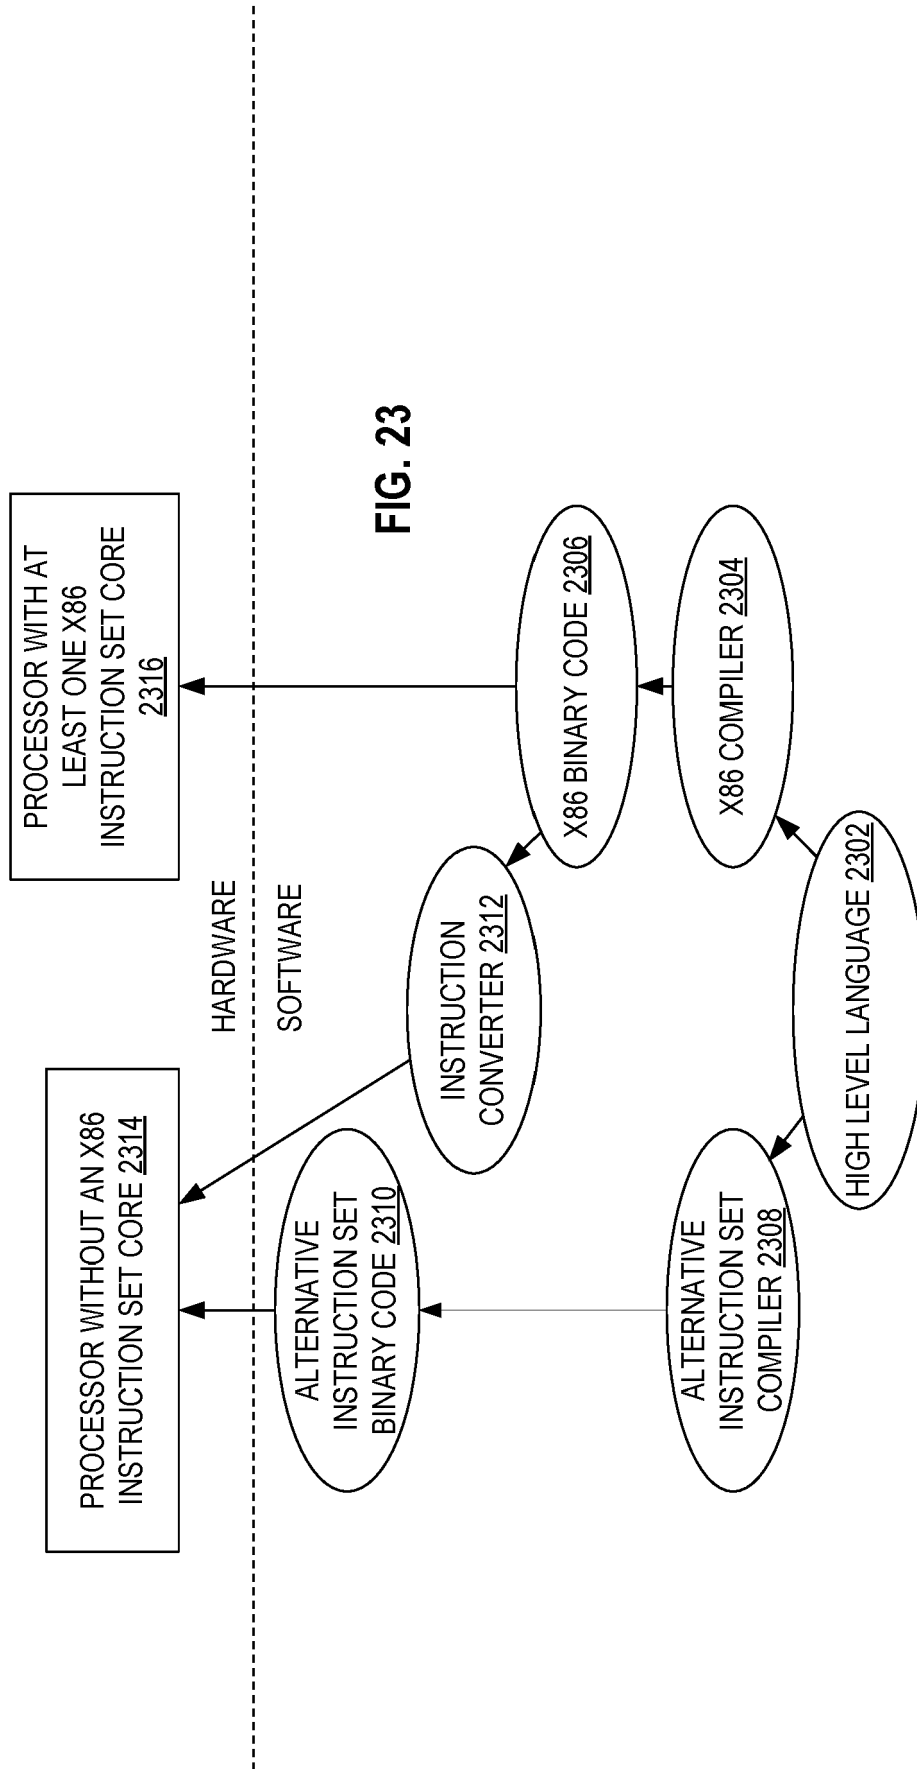 PROCESSOR WITHOUT AN X86
INSTRUCTION SET CORE 2314
PROCESSOR WITH AT
LEAST ONE X86
INSTRUCTION SET CORE
2316
HARDWARE
SOFTWARE
ALTERNATIVE
INSTRUCTION SET
BINARY CODE 2310
INSTRUCTION
CONVERTER 2312
FIG. 23
X86 BINARY CODE 2306
ALTERNATIVE
INSTRUCTION SET
COMPILER 2308
X86 COMPILER 2304
HIGH LEVEL LANGUAGE 2302